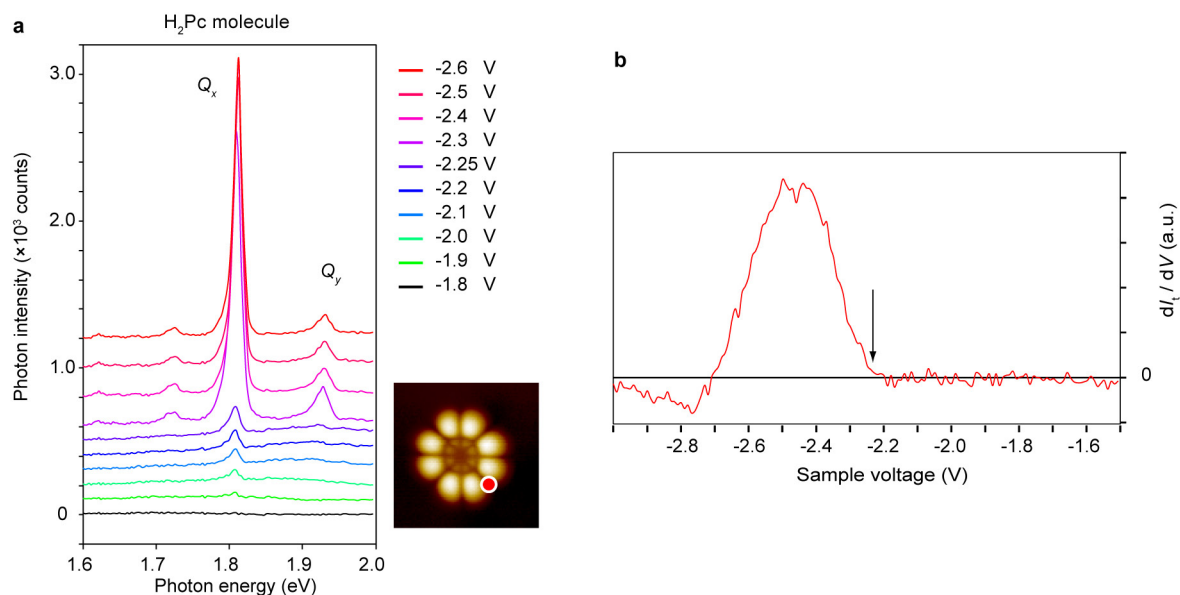 a
H₂Pc molecule
Photon intensity (×10³ counts)
3.0
2.0
1.0
0
Qₓ
Q_y
1.6
1.7
1.8
1.9
2.0
Photon energy (eV)
-2.6 V
-2.5 V
-2.4 V
-2.3 V
-2.25 V
-2.2 V
-2.1 V
-2.0 V
-1.9 V
-1.8 V
b
dIₜ / dV (a.u.)
0
-2.8
-2.6
-2.4
-2.2
-2.0
-1.8
-1.6
Sample voltage (V)